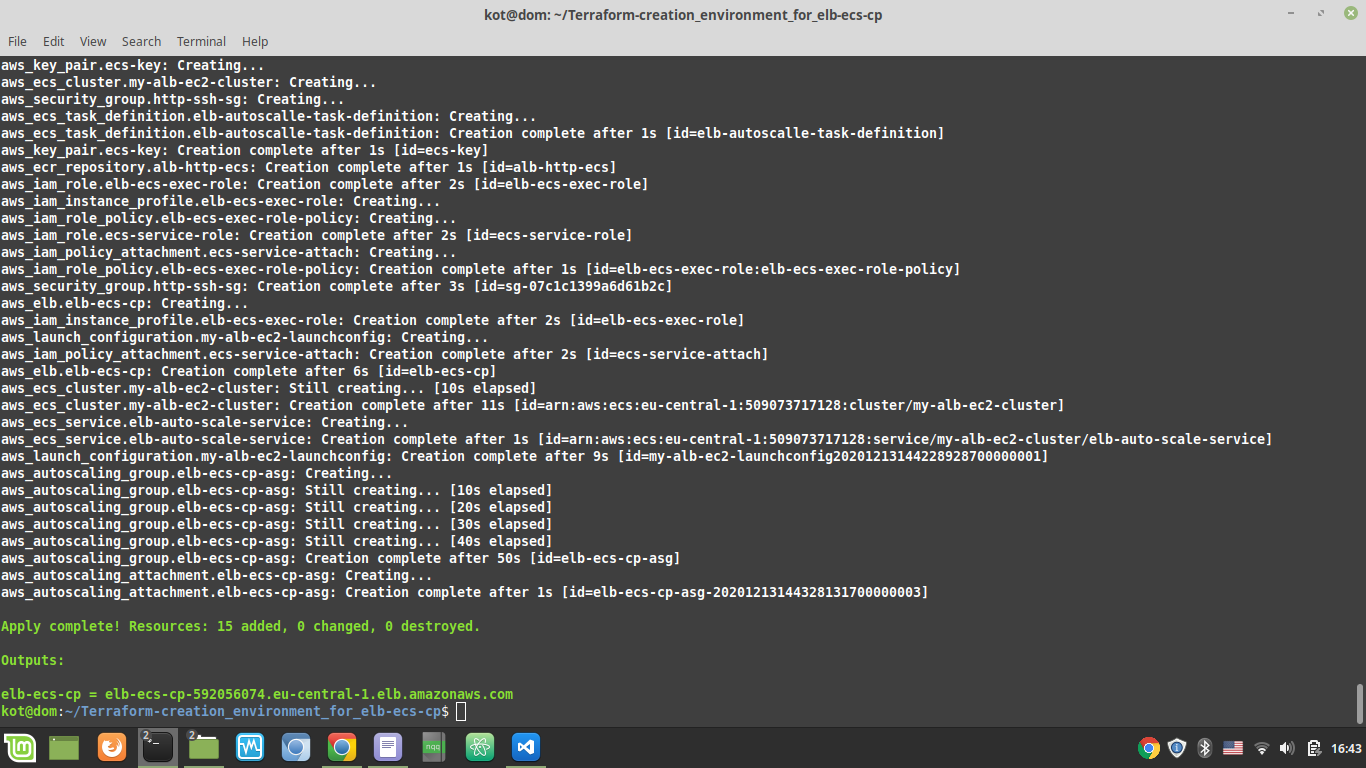 kot@dom: ~/Terraform-creation_environment_for_elb-ecs-cp
File Edit View Search Terminal Help
aws_key_pair.ecs-key: Creating...
aws_ecs_cluster.my-alb-ec2-cluster: Creating...
aws_security_group.http-ssh-sg: Creating...
aws_ecs_task_definition.elb-autoscalle-task-definition: Creating...
aws_ecs_task_definition.elb-autoscalle-task-definition: Creation complete after 1s [id=elb-autoscalle-task-definition]
aws_key_pair.ecs-key: Creation complete after 1s [id=ecs-key]
aws_ecr_repository.alb-http-ecs: Creation complete after 1s [id=alb-http-ecs]
aws_iam_role.elb-ecs-exec-role: Creation complete after 2s [id=elb-ecs-exec-role]
aws_iam_instance_profile.elb-ecs-exec-role: Creating...
aws_iam_role_policy.elb-ecs-exec-role-policy: Creating...
aws_iam_role.ecs-service-role: Creation complete after 2s [id=ecs-service-role]
aws_iam_policy_attachment.ecs-service-attach: Creating...
aws_iam_role_policy.elb-ecs-exec-role-policy: Creation complete after 1s [id=elb-ecs-exec-role:elb-ecs-exec-role-policy]
aws_security_group.http-ssh-sg: Creation complete after 3s [id=sg-07c1c1399a6d61b2c]
aws_elb.elb-ecs-cp: Creating...
aws_iam_instance_profile.elb-ecs-exec-role: Creation complete after 2s [id=elb-ecs-exec-role]
aws_launch_configuration.my-alb-ec2-launchconfig: Creating...
aws_iam_policy_attachment.ecs-service-attach: Creation complete after 2s [id=ecs-service-attach]
aws_elb.elb-ecs-cp: Creation complete after 6s [id=elb-ecs-cp]
aws_ecs_cluster.my-alb-ec2-cluster: Still creating... [10s elapsed]
aws_ecs_cluster.my-alb-ec2-cluster: Creation complete after 11s [id=arn:aws:ecs:eu-central-1:509073717128:cluster/my-alb-ec2-cluster]
aws_ecs_service.elb-auto-scale-service: Creating...
aws_ecs_service.elb-auto-scale-service: Creation complete after 1s [id=arn:aws:ecs:eu-central-1:509073717128:service/my-alb-ec2-cluster/elb-auto-scale-service]
aws_launch_configuration.my-alb-ec2-launchconfig: Creation complete after 9s [id=my-alb-ec2-launchconfig20201213144228928700000001]
aws_autoscaling_group.elb-ecs-cp-asg: Creating...
aws_autoscaling_group.elb-ecs-cp-asg: Still creating... [10s elapsed]
aws_autoscaling_group.elb-ecs-cp-asg: Still creating... [20s elapsed]
aws_autoscaling_group.elb-ecs-cp-asg: Still creating... [30s elapsed]
aws_autoscaling_group.elb-ecs-cp-asg: Still creating... [40s elapsed]
aws_autoscaling_group.elb-ecs-cp-asg: Creation complete after 50s [id=elb-ecs-cp-asg]
aws_autoscaling_attachment.elb-ecs-cp-asg: Creating...
aws_autoscaling_attachment.elb-ecs-cp-asg: Creation complete after 1s [id=elb-ecs-cp-asg-20201213144328131700000003]
Apply complete! Resources: 15 added, 0 changed, 0 destroyed.
Outputs:
elb-ecs-cp = elb-ecs-cp-592056074.eu-central-1.elb.amazonaws.com
kot@dom:~/Terraform-creation_environment_for_elb-ecs-cp$
2 2 nqq 16:43